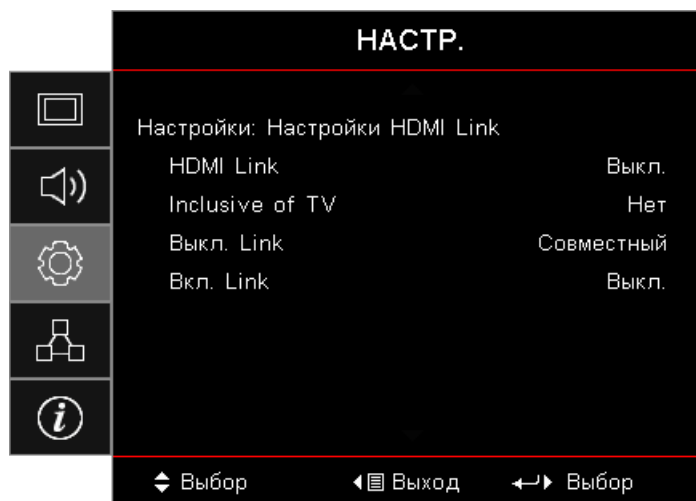 НАСТР.
Настройки: Настройки HDMI Link
HDMI Link Выкл.
Inclusive of TV Нет
Выкл. Link Совместный
Вкл. Link Выкл.
i
Выбор Выход Выбор